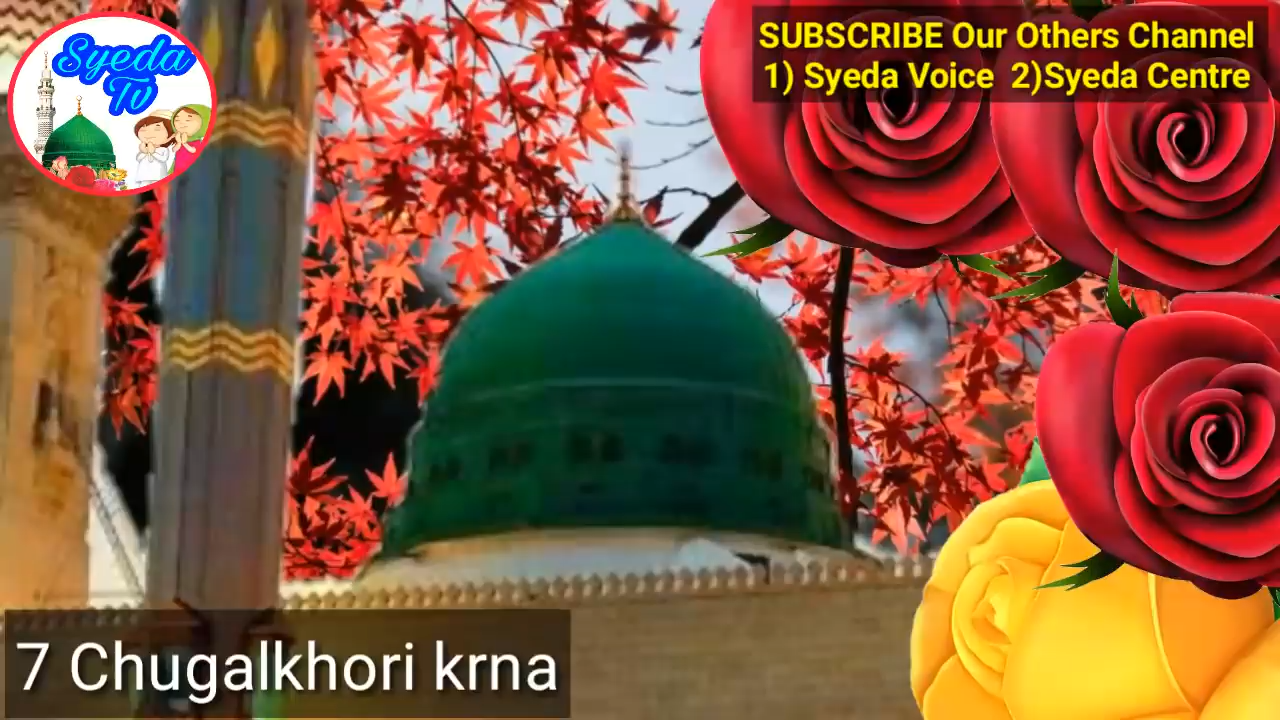 Syeda
Tv
SUBSCRIBE Our Others Channel
1) Syeda Voice 2)Syeda Centre
7 Chugalkhori krna